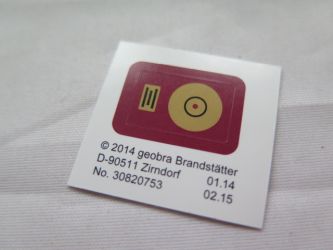 © 2014 geobra Brandstätter
D-90511 Zirndorf 01.14
No. 30820753 02.15